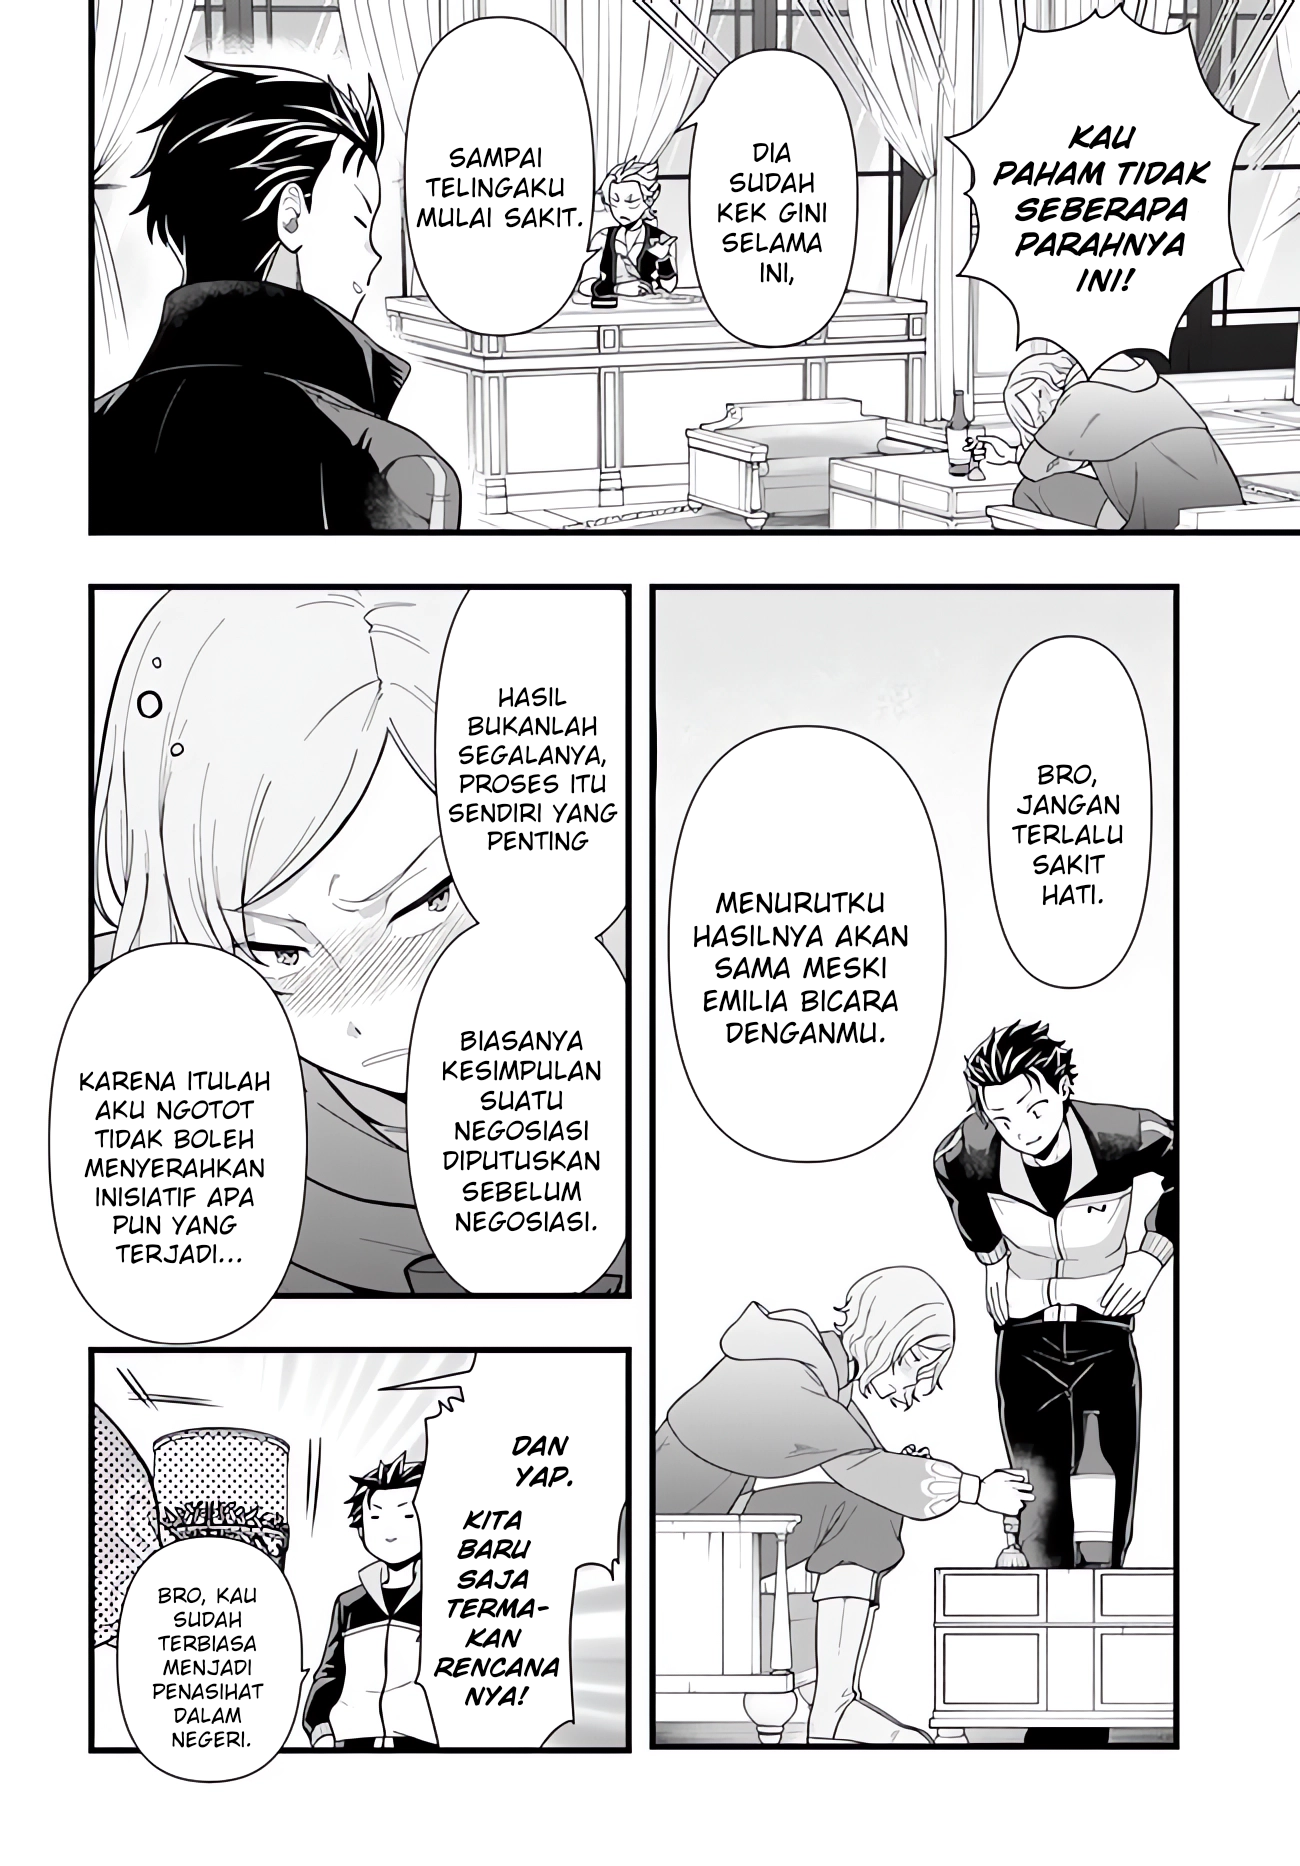 KAU
PAHAM TIDAK
SEBERAPA
PARAHNYA
INI!
DIA
SUDAH
KEK GINI
SELAMA
INI,
SAMPAI
TELINGAKU
MULAI SAKIT.
BRO,
JANGAN
TERLALU
SAKIT
HATI.
MENURUTKU
HASILNYA AKAN
SAMA MESKI
EMILIA BICARA
DENGANMU.
N
HASIL
BUKANLAH
SEGALANYA,
PROSES ITU
SENDIRI YANG
PENTING
BIASANYA
KESIMPULAN
SUATU
NEGOSIASI
DIPUTUSKAN
SEBELUM
NEGOSIASI.
KARENA ITULAH
AKU NGOTOT
TIDAK BOLEH
MENYERAHKAN
INISIATIF APA
PUN YANG
TERJADI...
DAN
YAP.
KITA
BARU
SAJA
TERMA-
KAN
RENCANA
NYA!
BRO, KAU
SUDAH
TERBIASA
MENJADI
PENASIHAT
DALAM
NEGERI.